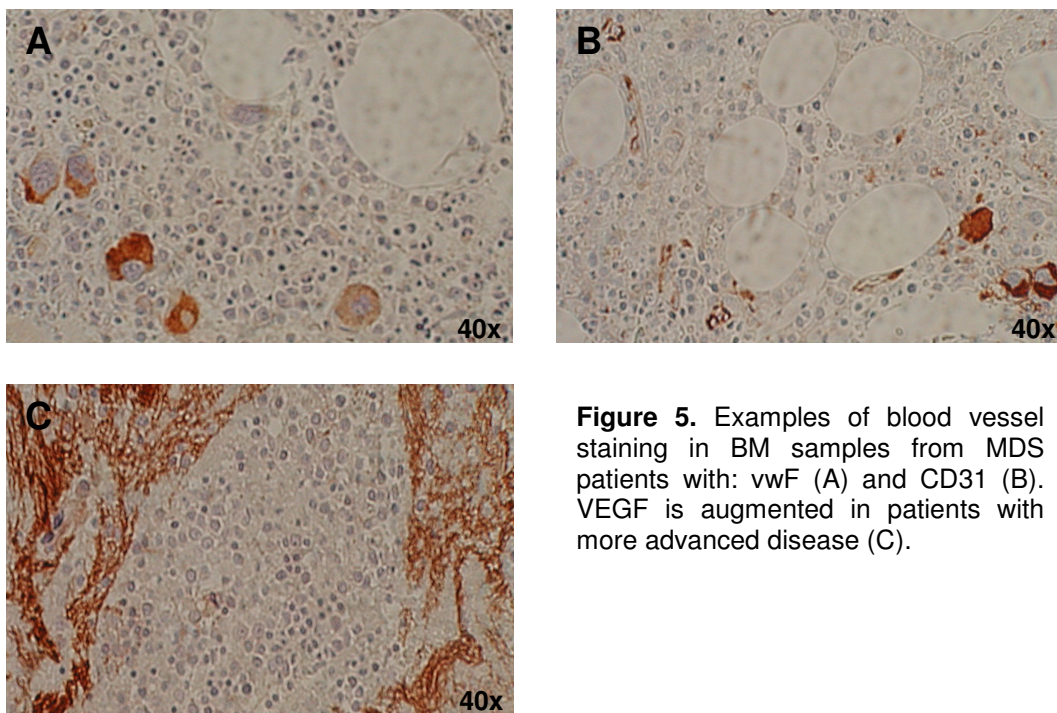 A
40x
B
40x
C
40x
Figure 5. Examples of blood vessel
staining in BM samples from MDS
patients with: vwF (A) and CD31 (B).
VEGF is augmented in patients with
more advanced disease (C).